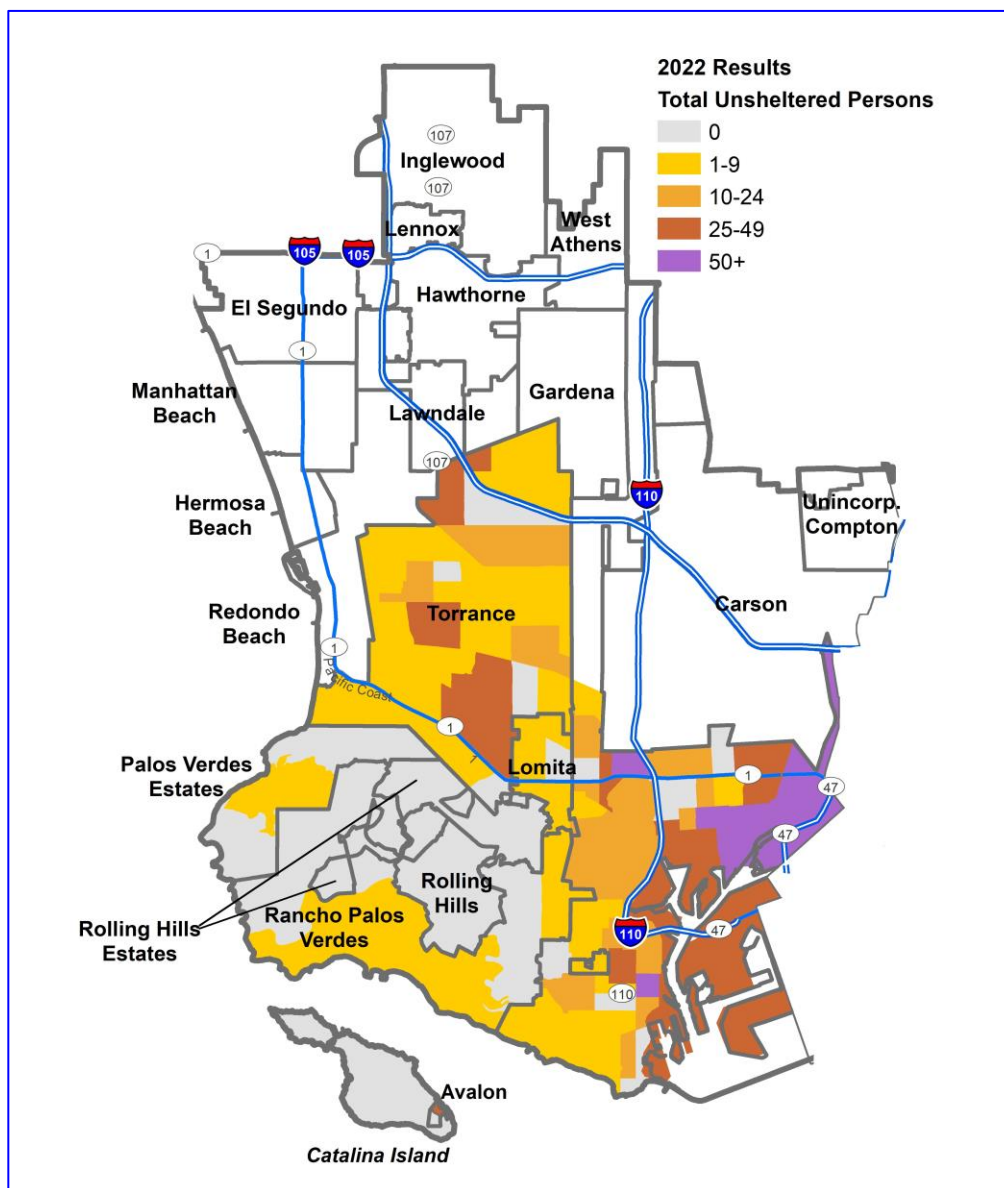 2022 Results
Total Unsheltered Persons
0
1-9
10-24
25-49
50+
107
Inglewood
107
Lennox
West
Athens
1
105
105
Hawthorne
El Segundo
1
Manhattan
Beach
Gardena
Lawndale
107
110
Hermosa
Beach
Unincorp.
Compton
Redondo
Beach
Torrance
Carson
1
Pacific Coast
1
1
Palos Verdes
Estates
Lomita
1
47
47
Rolling
Hills
Rolling Hills
Estates
Rancho Palos
Verdes
110
47
110
Avalon
Catalina Island